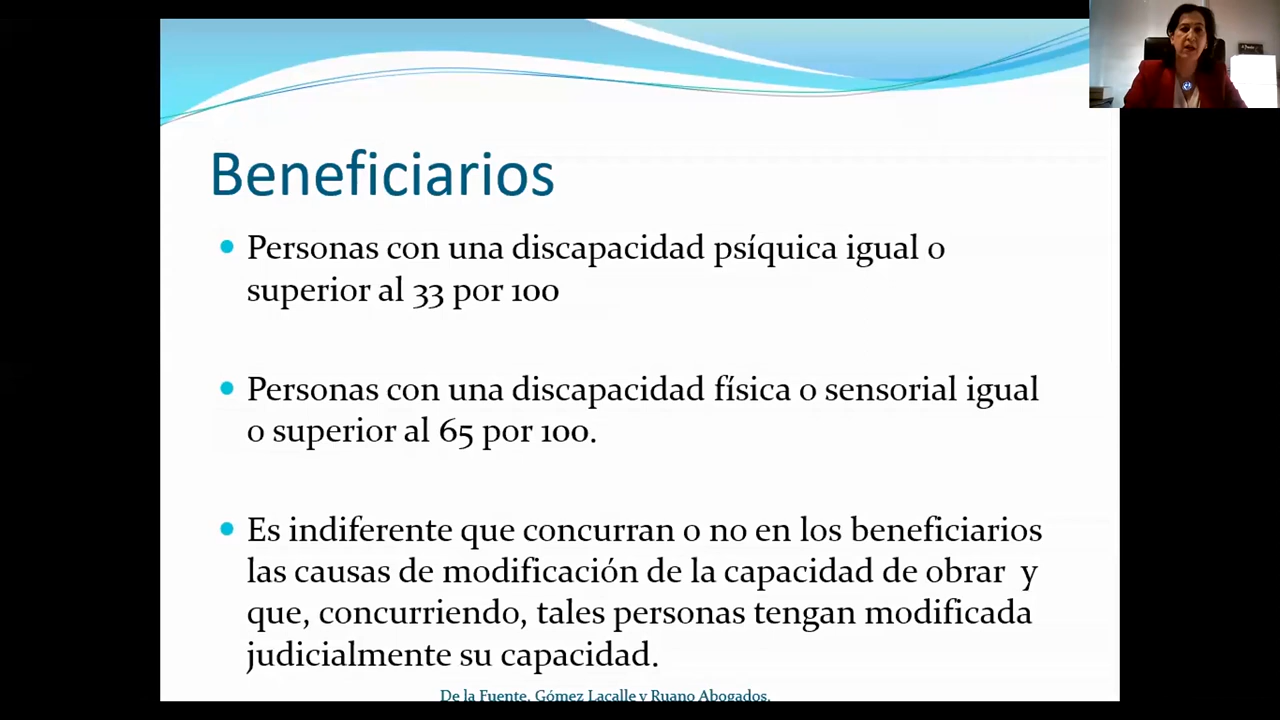 Beneficiarios
Personas con una discapacidad psíquica igual o
superior al 33 por 100
Personas con una discapacidad física o sensorial igual
o superior al 65 por 100.
Es indiferente que concurran o no en los beneficiarios
las causas de modificación de la capacidad de obrar y
que, concurriendo, tales personas tengan modificada
judicialmente su capacidad.
De la Fuente, Gómez Lacalle y Ruano Abogados.